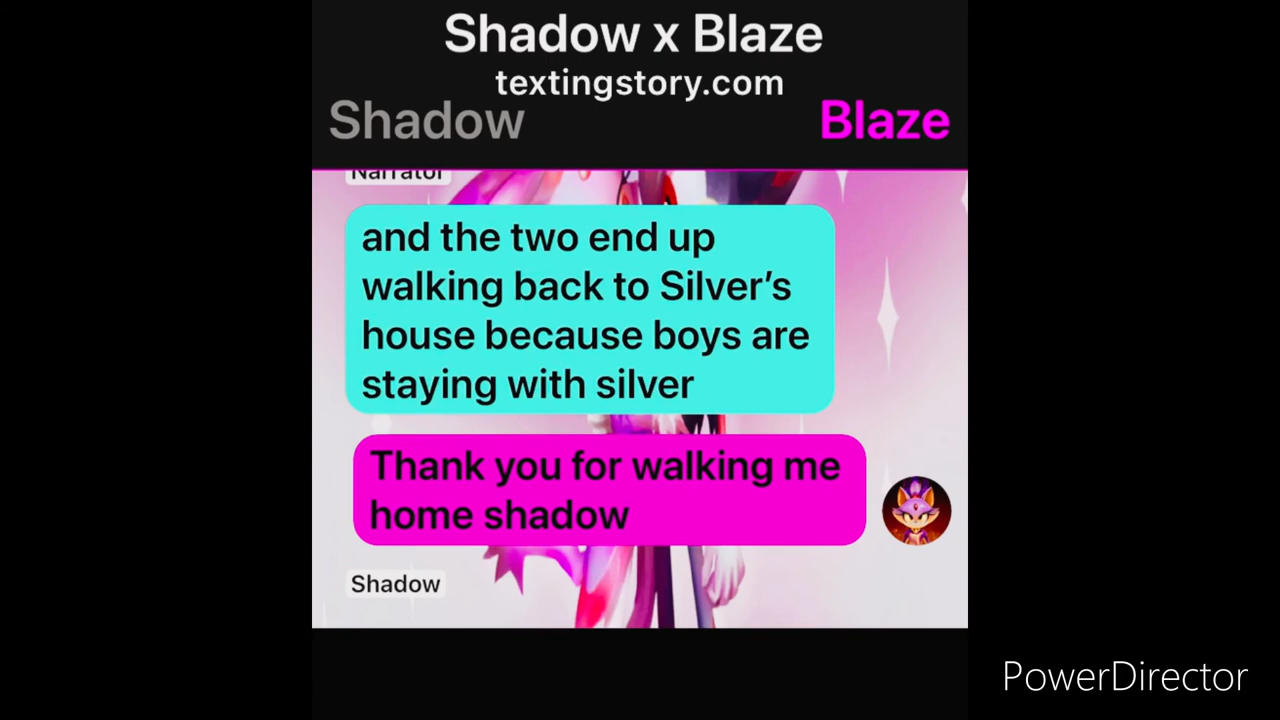 Shadow x Blaze
textingstory.com
Shadow Blaze
Narrator
and the two end up
walking back to Silver’s
house because boys are
staying with silver
Thank you for walking me
home shadow
Shadow
PowerDirector